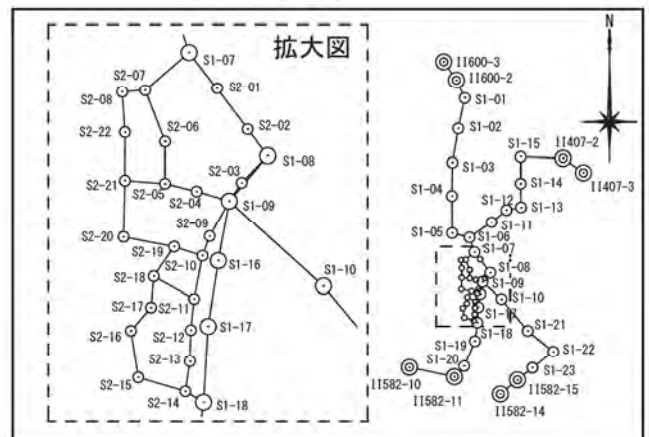 拡大図
S1-07
S2-07
S2-01
S2-08
S2-22
S2-06
S2-02
S1-08
S2-03
S2-21
S2-05
S2-04
S1-09
S2-09
S2-20
S2-19
S2-10
S1-16
S2-18
S1-10
S2-17
S2-11
S2-16
S2-12
S1-17
S2-13
S2-15
S2-14
S1-18
N
II600-3
II600-2
S1-01
S1-02
S1-15
II407-2
S1-03
II407-3
S1-14
S1-04
S1-12
S1-13
S1-11
S1-05
S1-06
S1-07
S1-08
S1-09
S1-10
S1-17
S1-18
S1-21
S1-19
S1-22
S1-20
S1-23
II582-10
II582-15
II582-11
II582-14